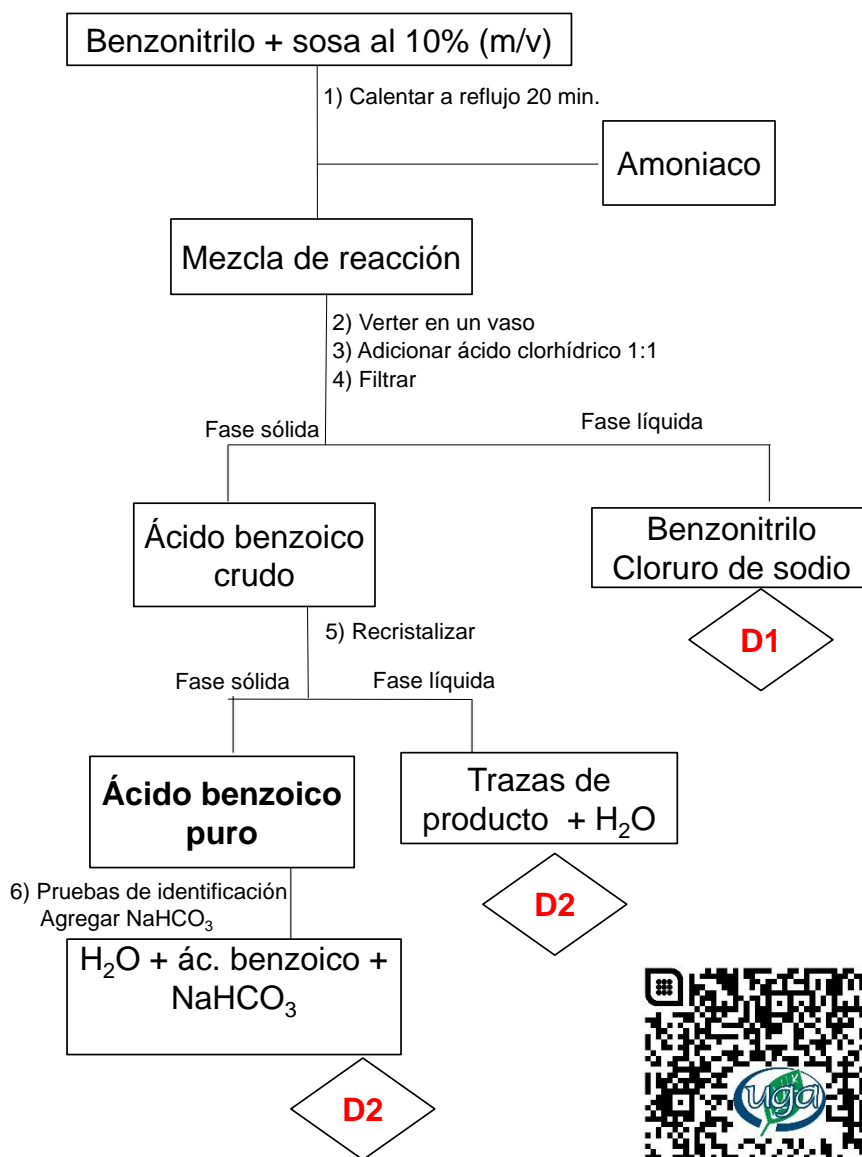 Benzonitrilo + sosa al 10% (m/v)
1) Calentar a reflujo 20 min.
Amoniaco
Mezcla de reacción
2) Verter en un vaso
3) Adicionar ácido clorhídrico 1:1
4) Filtrar
Fase sólida
Fase líquida
Ácido benzoico
crudo
Benzonitrilo
Cloruro de sodio
D1
5) Recristalizar
Fase sólida
Fase líquida
Ácido benzoico
puro
Trazas de
producto + H₂O
D2
6) Pruebas de identificación
Agregar NaHCO₃
H₂O + ác. benzoico +
NaHCO₃
D2
uga